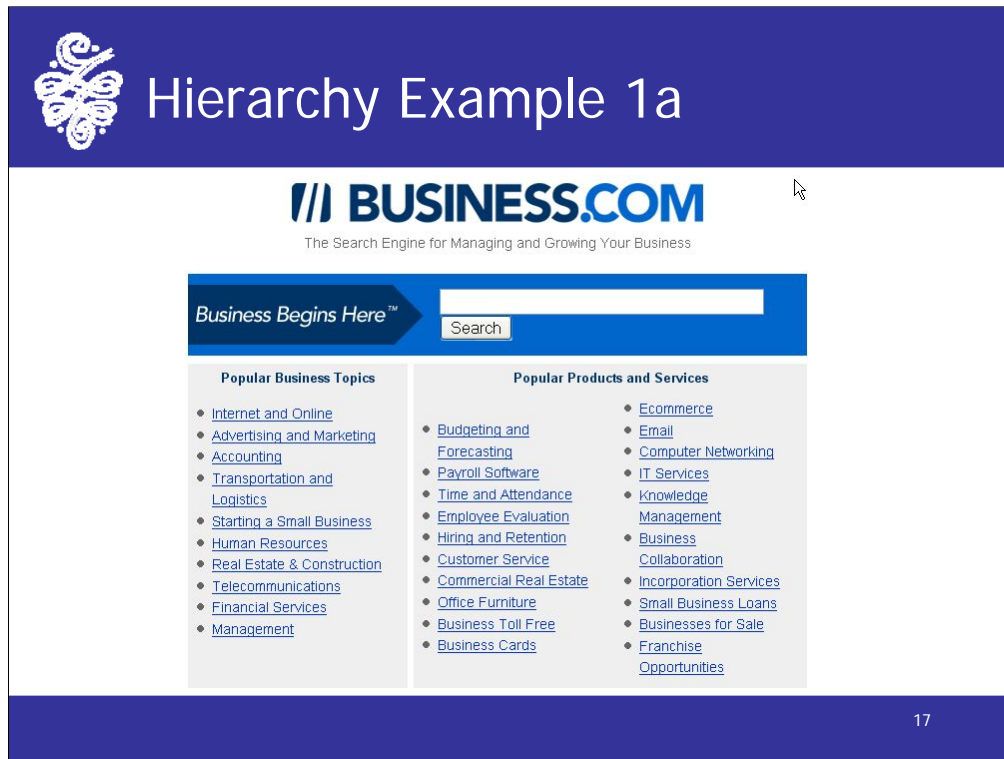 Hierarchy Example 1a
BUSINESS.COM
The Search Engine for Managing and Growing Your Business
Business Begins Here™
Search
Popular Business Topics
Internet and Online
Advertising and Marketing
Accounting
Transportation and
Logistics
Starting a Small Business
Human Resources
Real Estate & Construction
Telecommunications
Financial Services
Management
Popular Products and Services
Budgeting and
Forecasting
Payroll Software
Time and Attendance
Employee Evaluation
Hiring and Retention
Customer Service
Commercial Real Estate
Office Furniture
Business Toll Free
Business Cards
Ecommerce
Email
Computer Networking
IT Services
Knowledge
Management
Business
Collaboration
Incorporation Services
Small Business Loans
Businesses for Sale
Franchise
Opportunities
17